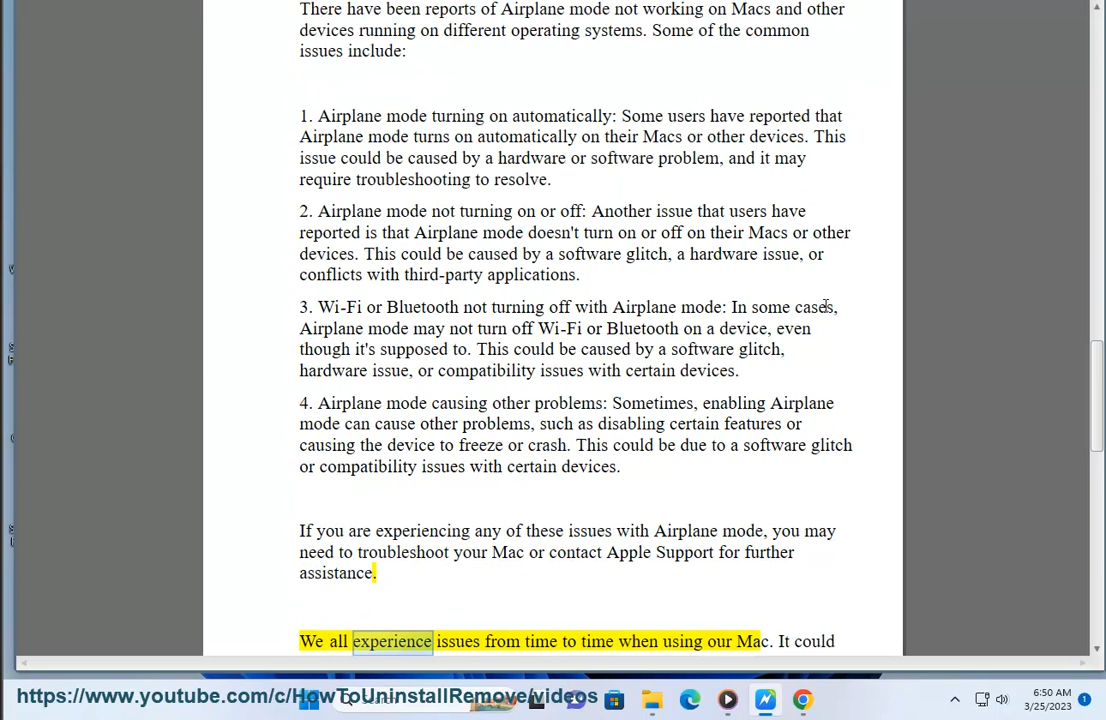 There have been reports of Airplane mode not working on Macs and other
devices running on different operating systems. Some of the common
issues include:
1. Airplane mode turning on automatically: Some users have reported that
Airplane mode turns on automatically on their Macs or other devices. This
issue could be caused by a hardware or software problem, and it may
require troubleshooting to resolve.
2. Airplane mode not turning on or off: Another issue that users have
reported is that Airplane mode doesn't turn on or off on their Macs or other
devices. This could be caused by a software glitch, a hardware issue, or
conflicts with third-party applications.
3. Wi-Fi or Bluetooth not turning off with Airplane mode: In some cases,
Airplane mode may not turn off Wi-Fi or Bluetooth on a device, even
though it's supposed to. This could be caused by a software glitch,
hardware issue, or compatibility issues with certain devices.
4. Airplane mode causing other problems: Sometimes, enabling Airplane
mode can cause other problems, such as disabling certain features or
causing the device to freeze or crash. This could be due to a software glitch
or compatibility issues with certain devices.
If you are experiencing any of these issues with Airplane mode, you may
need to troubleshoot your Mac or contact Apple Support for further
assistance.
We all experience issues from time to time when using our Mac. It could
https://www.youtube.com/c/HowToUninstallRemove/videos
6:50 AM
3/25/2023
1